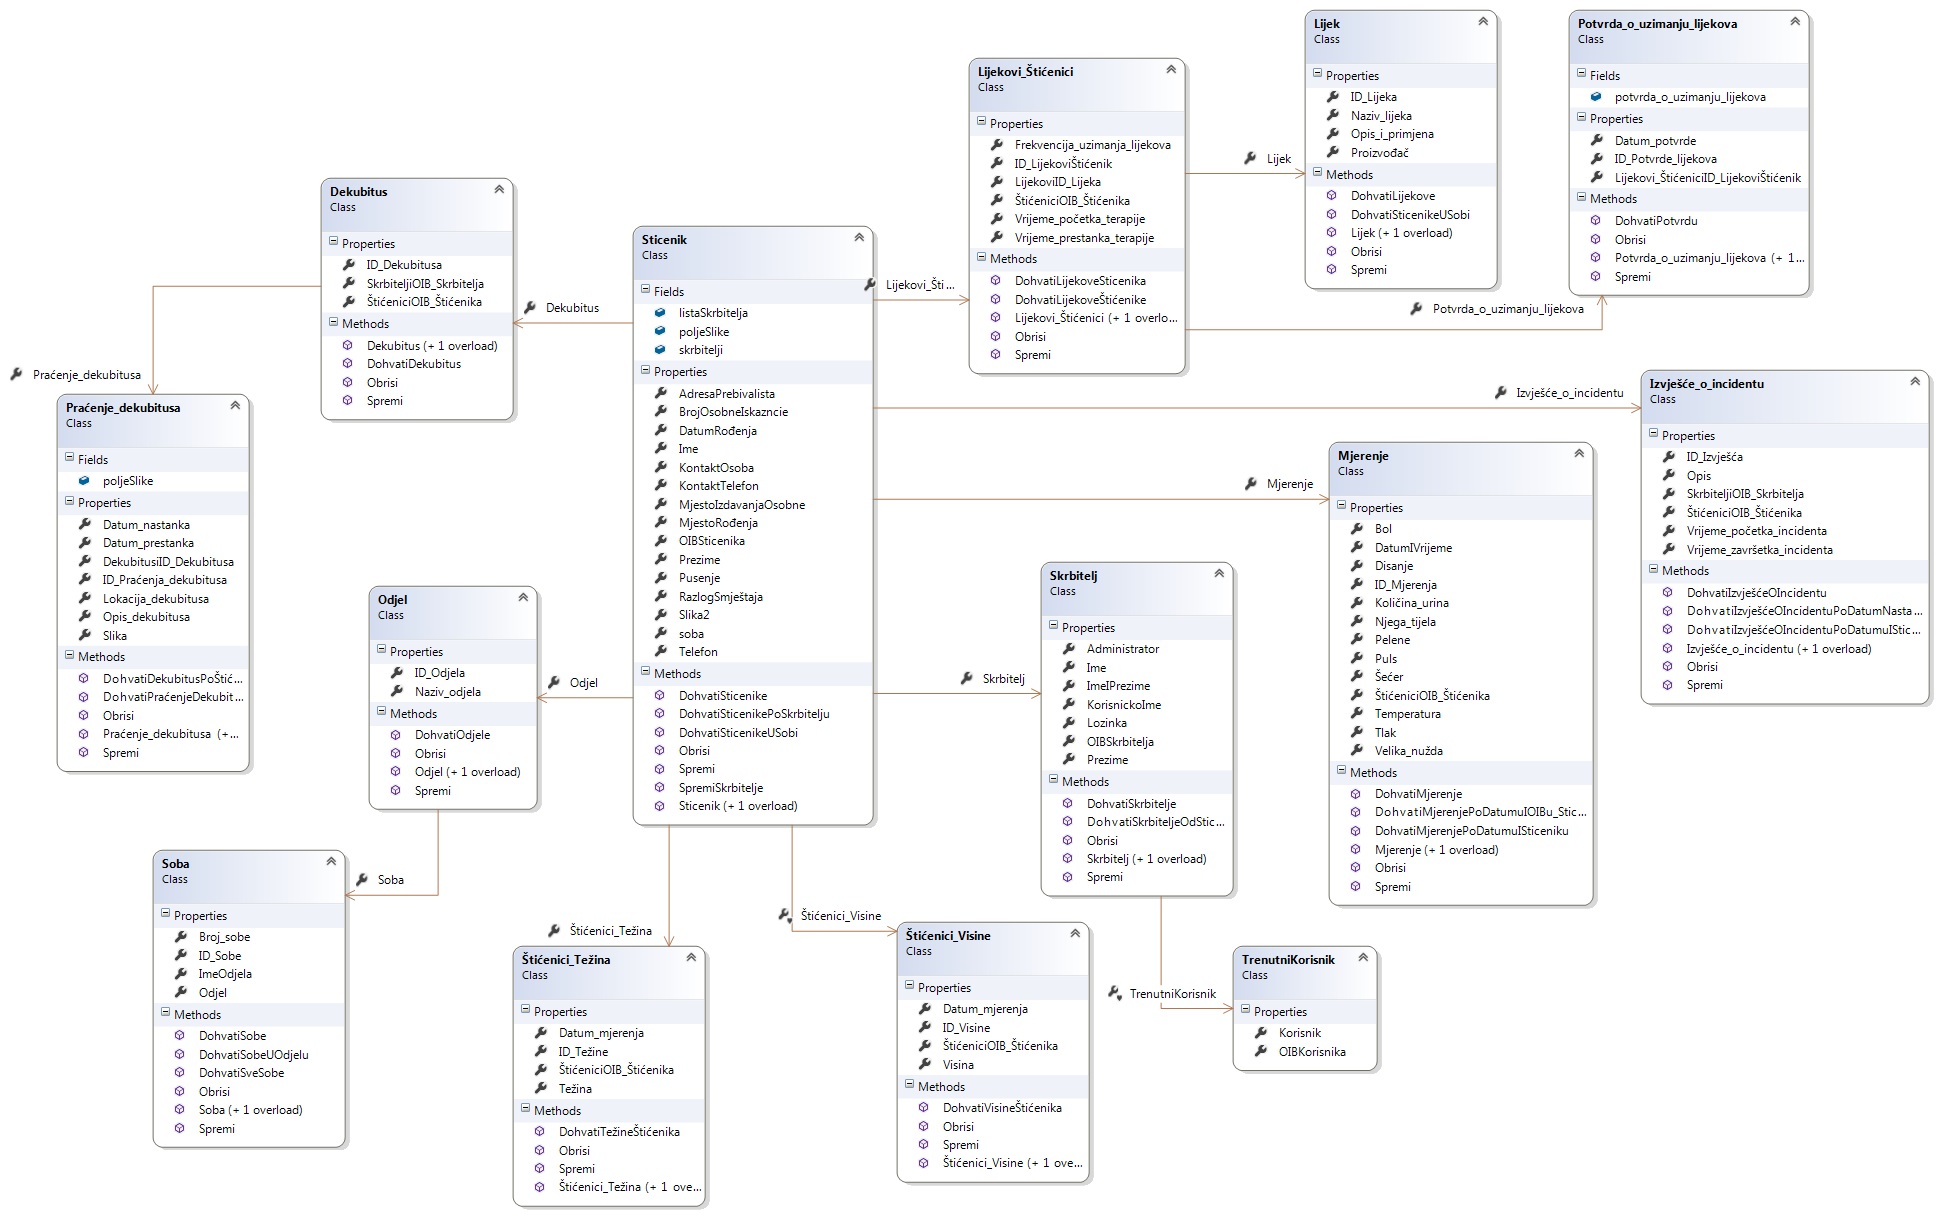 Lijek
Class
Properties
ID_Lijeka
Naziv_lijeka
Opis_i_primjena
Proizvođač
Methods
DohvatiLijekove
DohvatiSticenikeUSobi
Lijek (+ 1 overload)
Obrisi
Spremi
Potvrda_o_uzimanju_lijekova
Class
Fields
potvrda_o_uzimanju_lijekova
Properties
Datum_potvrde
ID_Potvrde_lijekova
Lijekovi_ŠtićeniciID_LijekoviŠtićenik
Methods
DohvatiPotvrdu
Obrisi
Potvrda_o_uzimanju_lijekova (+ 1...
Spremi
Lijekovi_Štićenici
Class
Properties
Frekvencija_uzimanja_lijekova
ID_LijekoviŠtićenik
LijekoviID_Lijeka
ŠtićeniciOIB_Štićenika
Vrijeme_početka_terapije
Vrijeme_prestanka_terapije
Methods
DohvatiLijekoveSticenika
DohvatiLijekoveŠtićenike
Lijekovi_Štićenici (+ 1 overlo...
Obrisi
Spremi
Lijek
Potvrda_o_uzimanju_lijekova
Dekubitus
Class
Properties
ID_Dekubitusa
SkrbiteljiOIB_Skrbitelja
ŠtićeniciOIB_Štićenika
Methods
Dekubitus (+ 1 overload)
DohvatiDekubitus
Obrisi
Spremi
Dekubitus
Praćenje_dekubitusa
Sticenik
Class
Fields
listaSkrbitelja
poljeSlike
skrbitelji
Properties
AdresaPrebivalista
BrojOsobneIskazncie
DatumRođenja
Ime
KontaktOsoba
KontaktTelefon
MjestoIzdavanjaOsobne
MjestoRođenja
OIBSticenika
Prezime
Pusenje
RazlogSmještaja
Slika2
soba
Telefon
Methods
DohvatiSticenike
DohvatiSticenikePoSkrbitelju
DohvatiSticenikeUSobi
Obrisi
Spremi
SpremiSkrbitelje
Sticenik (+ 1 overload)
Lijekovi_Šti ...
Izvješće_o_incidentu
Mjerenje
Skrbitelj
Odjel
Praćenje_dekubitusa
Class
Fields
poljeSlike
Properties
Datum_nastanka
Datum_prestanka
DekubitusiID_Dekubitusa
ID_Praćenja_dekubitusa
Lokacija_dekubitusa
Opis_dekubitusa
Slika
Methods
DohvatiDekubitusPoŠtić...
DohvatiPraćenjeDekubit...
Obrisi
Praćenje_dekubitusa (+...
Spremi
Izvješće_o_incidentu
Class
Properties
ID_Izvješća
Opis
SkrbiteljiOIB_Skrbitelja
ŠtićeniciOIB_Štićenika
Vrijeme_početka_incidenta
Vrijeme_završetka_incidenta
Methods
DohvatiIzvješćeOIncidentu
DohvatiIzvješćeOIncidentuPoDatumNasta...
DohvatiIzvješćeOIncidentuPoDatumuIStic...
Izvješće_o_incidentu (+ 1 overload)
Obrisi
Spremi
Mjerenje
Class
Properties
Bol
DatumIVrijeme
Disanje
ID_Mjerenja
Količina_urina
Njega_tijela
Pelene
Puls
Šećer
ŠtićeniciOIB_Štićenika
Temperatura
Tlak
Velika_nužda
Methods
DohvatiMjerenje
DohvatiMjerenjePoDatumuIOIBu_Stic...
DohvatiMjerenjePoDatumuISticeniku
Mjerenje (+ 1 overload)
Obrisi
Spremi
Skrbitelj
Class
Properties
Administrator
Ime
ImeIPrezime
KorisnickoIme
Lozinka
OIBSkrbitelja
Prezime
Methods
DohvatiSkrbitelje
DohvatiSkrbiteljeOdStic...
Obrisi
Skrbitelj (+ 1 overload)
Spremi
Odjel
Class
Properties
ID_Odjela
Naziv_odjela
Methods
DohvatiOdjele
Obrisi
Odjel (+ 1 overload)
Spremi
Soba
Soba
Class
Properties
Broj_sobe
ID_Sobe
ImeOdjela
Odjel
Methods
DohvatiSobe
DohvatiSobeUOdjelu
DohvatiSveSobe
Obrisi
Soba (+ 1 overload)
Spremi
Štićenici_Težina
Štićenici_Težina
Class
Properties
Datum_mjerenja
ID_Težine
ŠtićeniciOIB_Štićenika
Težina
Methods
DohvatiTežineŠtićenika
Obrisi
Spremi
Štićenici_Težina (+ 1 ove...
Štićenici_Visine
Štićenici_Visine
Class
Properties
Datum_mjerenja
ID_Visine
ŠtićeniciOIB_Štićenika
Visina
Methods
DohvatiVisineŠtićenika
Obrisi
Spremi
Štićenici_Visine (+ 1 ove...
TrenutniKorisnik
TrenutniKorisnik
Class
Properties
Korisnik
OIBKorisnika